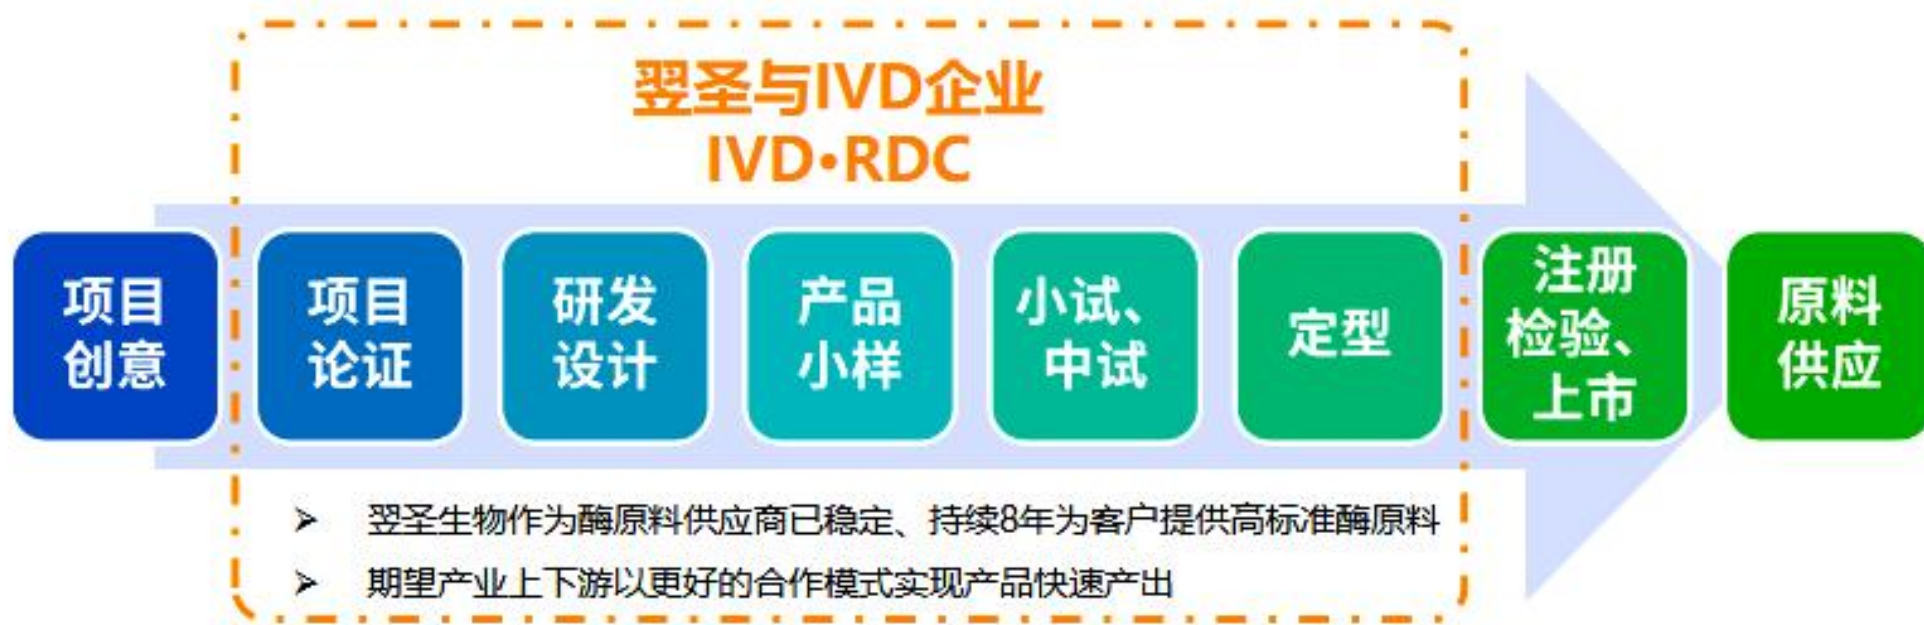 翌圣与IVD企业
IVD•RDC
项目
创意
项目
论证
研发
设计
产品
小样
小试、
中试
定型
注册
检验、
上市
原料
供应
➢ 翌圣生物作为酶原料供应商已稳定、持续8年为客户提供高标准酶原料
➢ 期望产业上下游以更好的合作模式实现产品快速产出